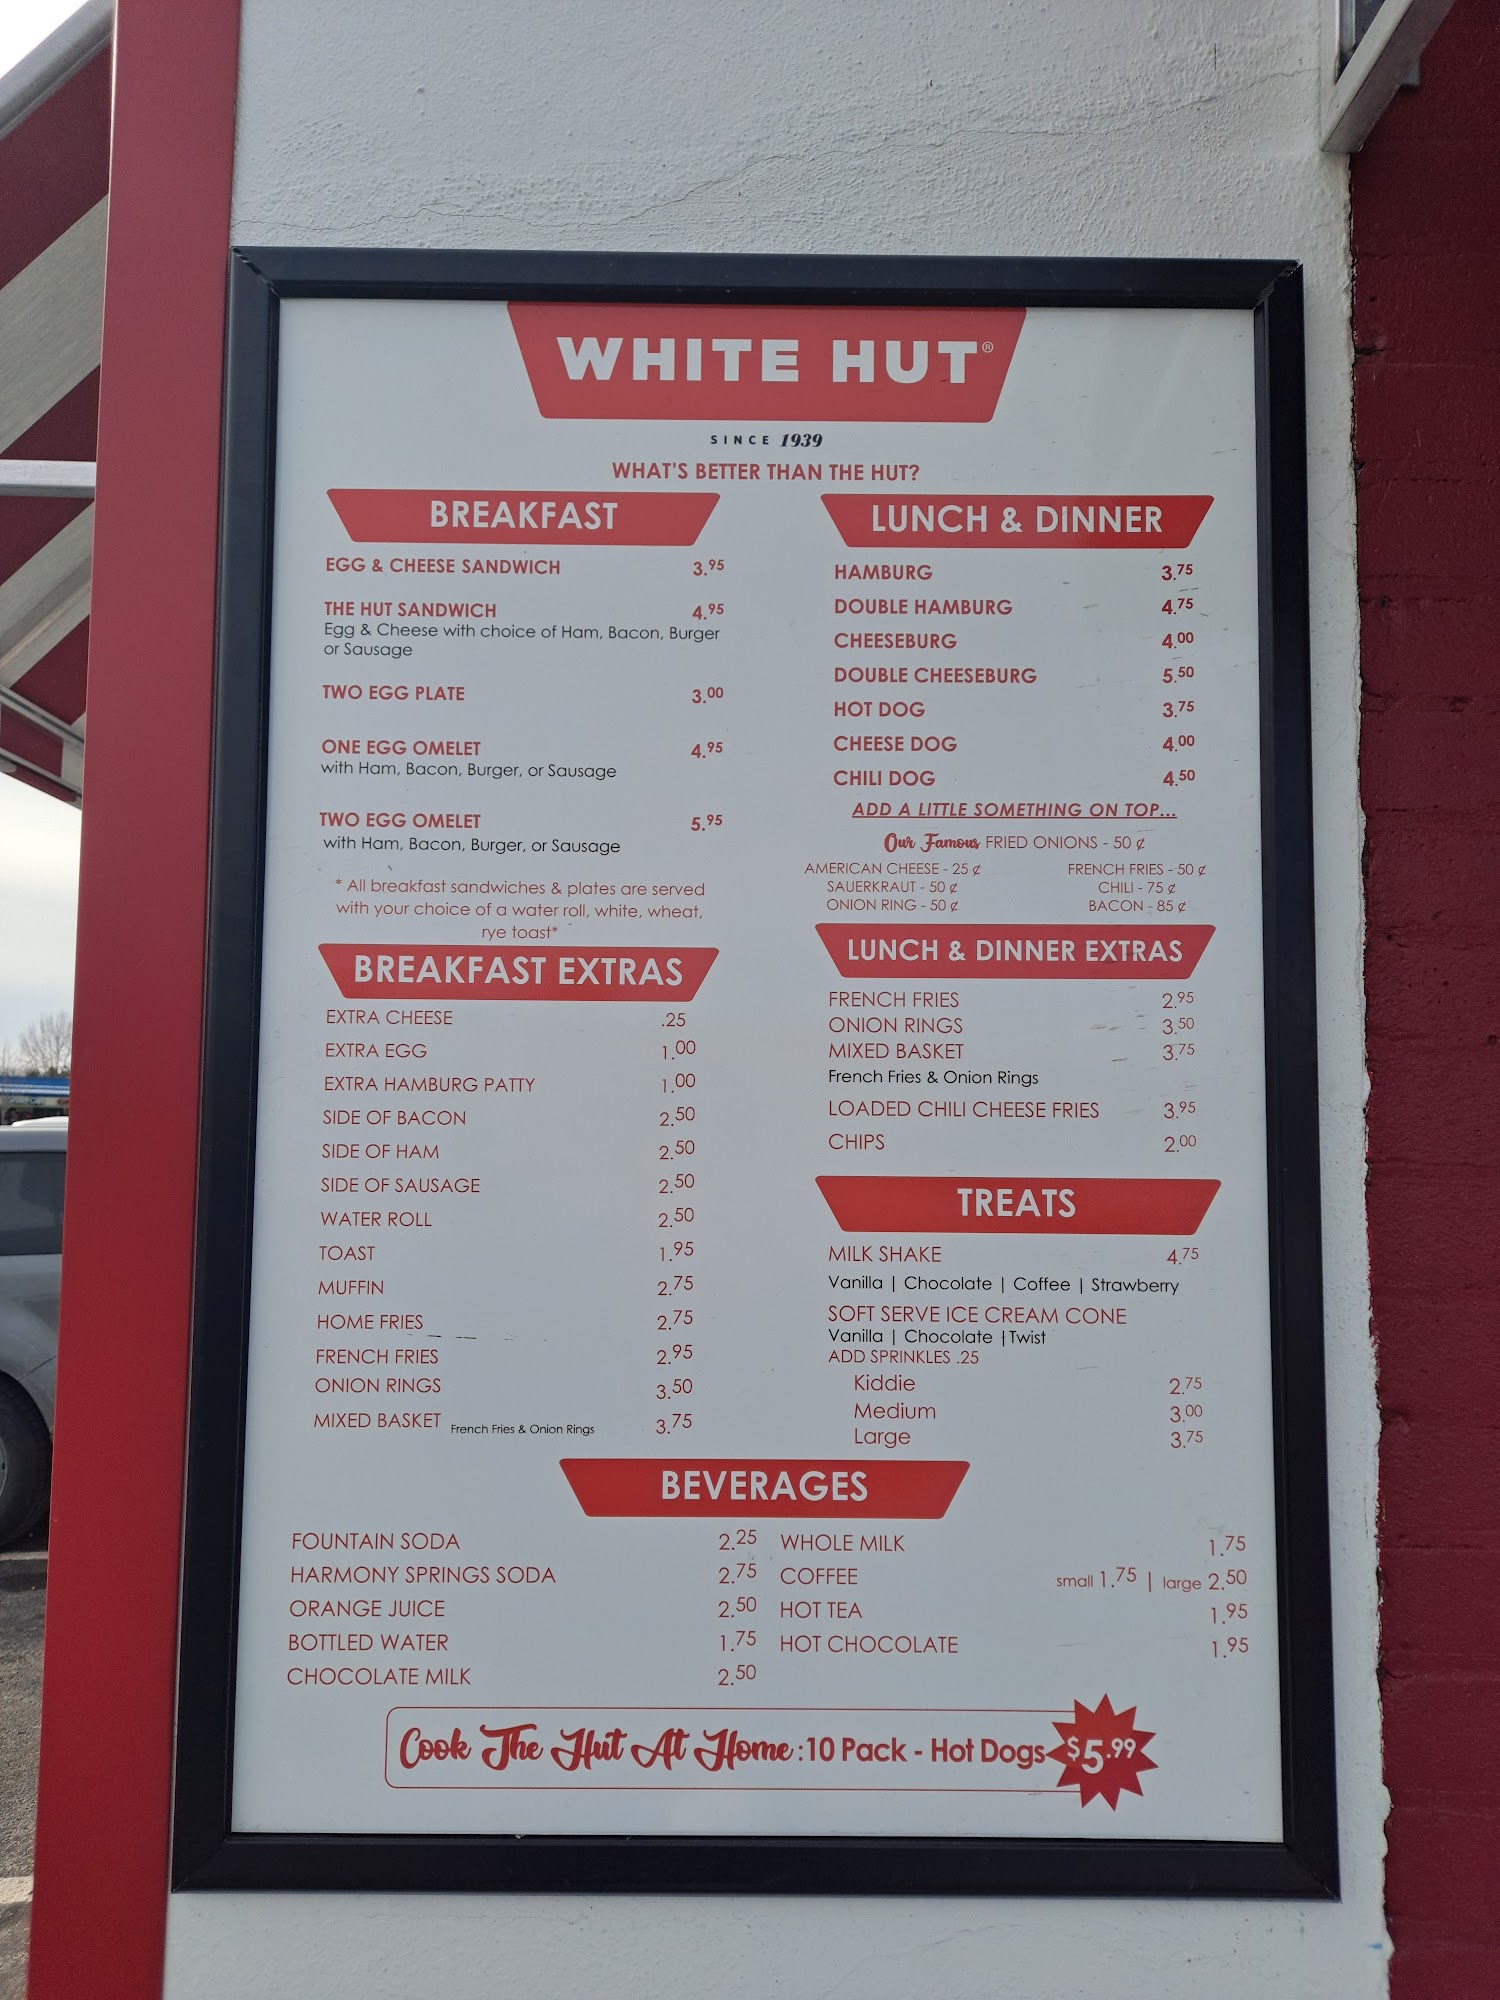 WHITE HUT®
SINCE 1939
WHAT'S BETTER THAN THE HUT?
BREAKFAST
EGG & CHEESE SANDWICH 3.95
THE HUT SANDWICH 4.95
Egg & Cheese with choice of Ham, Bacon, Burger
or Sausage
TWO EGG PLATE 3.00
ONE EGG OMELET 4.95
with Ham, Bacon, Burger, or Sausage
TWO EGG OMELET 5.95
with Ham, Bacon, Burger, or Sausage
* All breakfast sandwiches & plates are served
with your choice of a water roll, white, wheat,
rye toast*
BREAKFAST EXTRAS
EXTRA CHEESE .25
EXTRA EGG 1.00
EXTRA HAMBURG PATTY 1.00
SIDE OF BACON 2.50
SIDE OF HAM 2.50
SIDE OF SAUSAGE 2.50
WATER ROLL 2.50
TOAST 1.95
MUFFIN 2.75
HOME FRIES 2.75
FRENCH FRIES 2.95
ONION RINGS 3.50
MIXED BASKET French Fries & Onion Rings 3.75
LUNCH & DINNER
HAMBURG 3.75
DOUBLE HAMBURG 4.75
CHEESEBURG 4.00
DOUBLE CHEESEBURG 5.50
HOT DOG 3.75
CHEESE DOG 4.00
CHILI DOG 4.50
ADD A LITTLE SOMETHING ON TOP...
Our Famous FRIED ONIONS - 50 ¢
AMERICAN CHEESE - 25 ¢ FRENCH FRIES - 50 ¢
SAUERKRAUT - 50 ¢ CHILI - 75 ¢
ONION RING - 50 ¢ BACON - 85 ¢
LUNCH & DINNER EXTRAS
FRENCH FRIES 2.95
ONION RINGS 3.50
MIXED BASKET 3.75
French Fries & Onion Rings
LOADED CHILI CHEESE FRIES 3.95
CHIPS 2.00
TREATS
MILK SHAKE 4.75
Vanilla | Chocolate | Coffee | Strawberry
SOFT SERVE ICE CREAM CONE
Vanilla | Chocolate |Twist
ADD SPRINKLES .25
Kiddie 2.75
Medium 3.00
Large 3.75
BEVERAGES
FOUNTAIN SODA 2.25
HARMONY SPRINGS SODA 2.75
ORANGE JUICE 2.50
BOTTLED WATER 1.75
CHOCOLATE MILK 2.50
WHOLE MILK 1.75
COFFEE small 1.75 | large 2.50
HOT TEA 1.95
HOT CHOCOLATE 1.95
Cook The Hut At Home:10 Pack - Hot Dogs $5.99